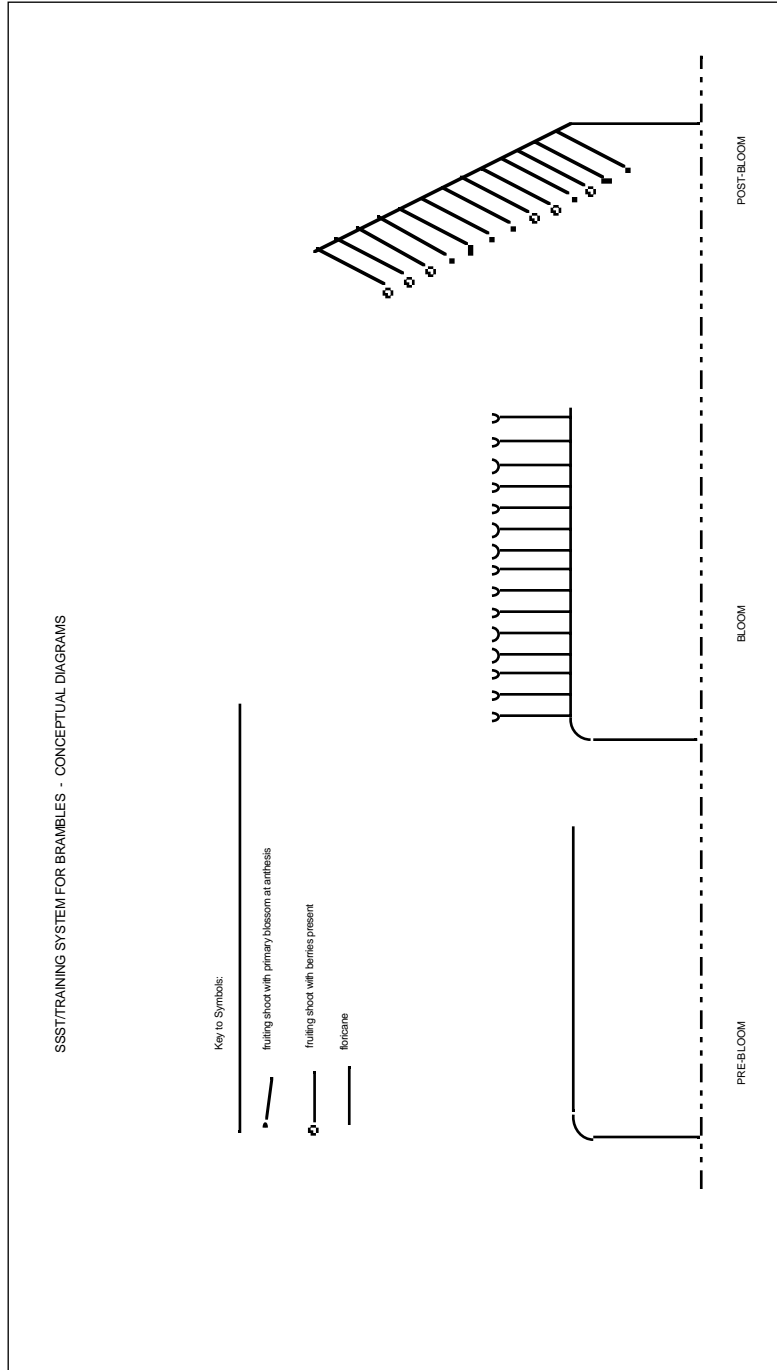 SSST/TRAINING SYSTEM FOR BRAMBLES - CONCEPTUAL DIAGRAMS
Key to Symbols:
fruiting shoot with primary blossom at anthesis
fruiting shoot with berries present
floricane
PRE-BLOOM
BLOOM
POST-BLOOM